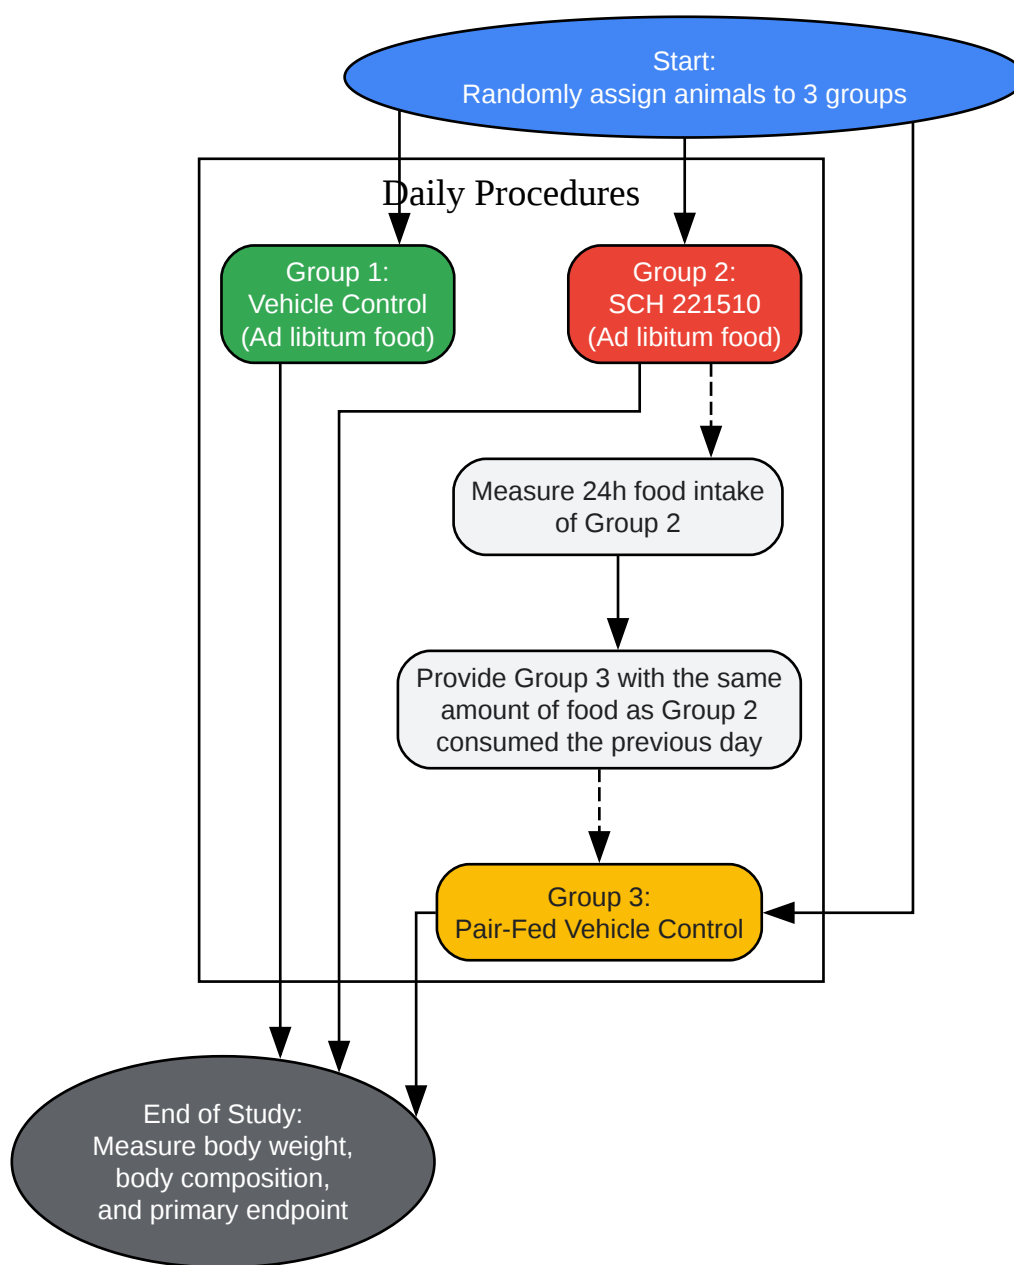 Start:
Randomly assign animals to 3 groups
Daily Procedures
Group 1:
Vehicle Control
(Ad libitum food)
Group 2:
SCH 221510
(Ad libitum food)
Measure 24h food intake
of Group 2
Provide Group 3 with the same
amount of food as Group 2
consumed the previous day
Group 3:
Pair-Fed Vehicle Control
End of Study:
Measure body weight,
body composition,
and primary endpoint